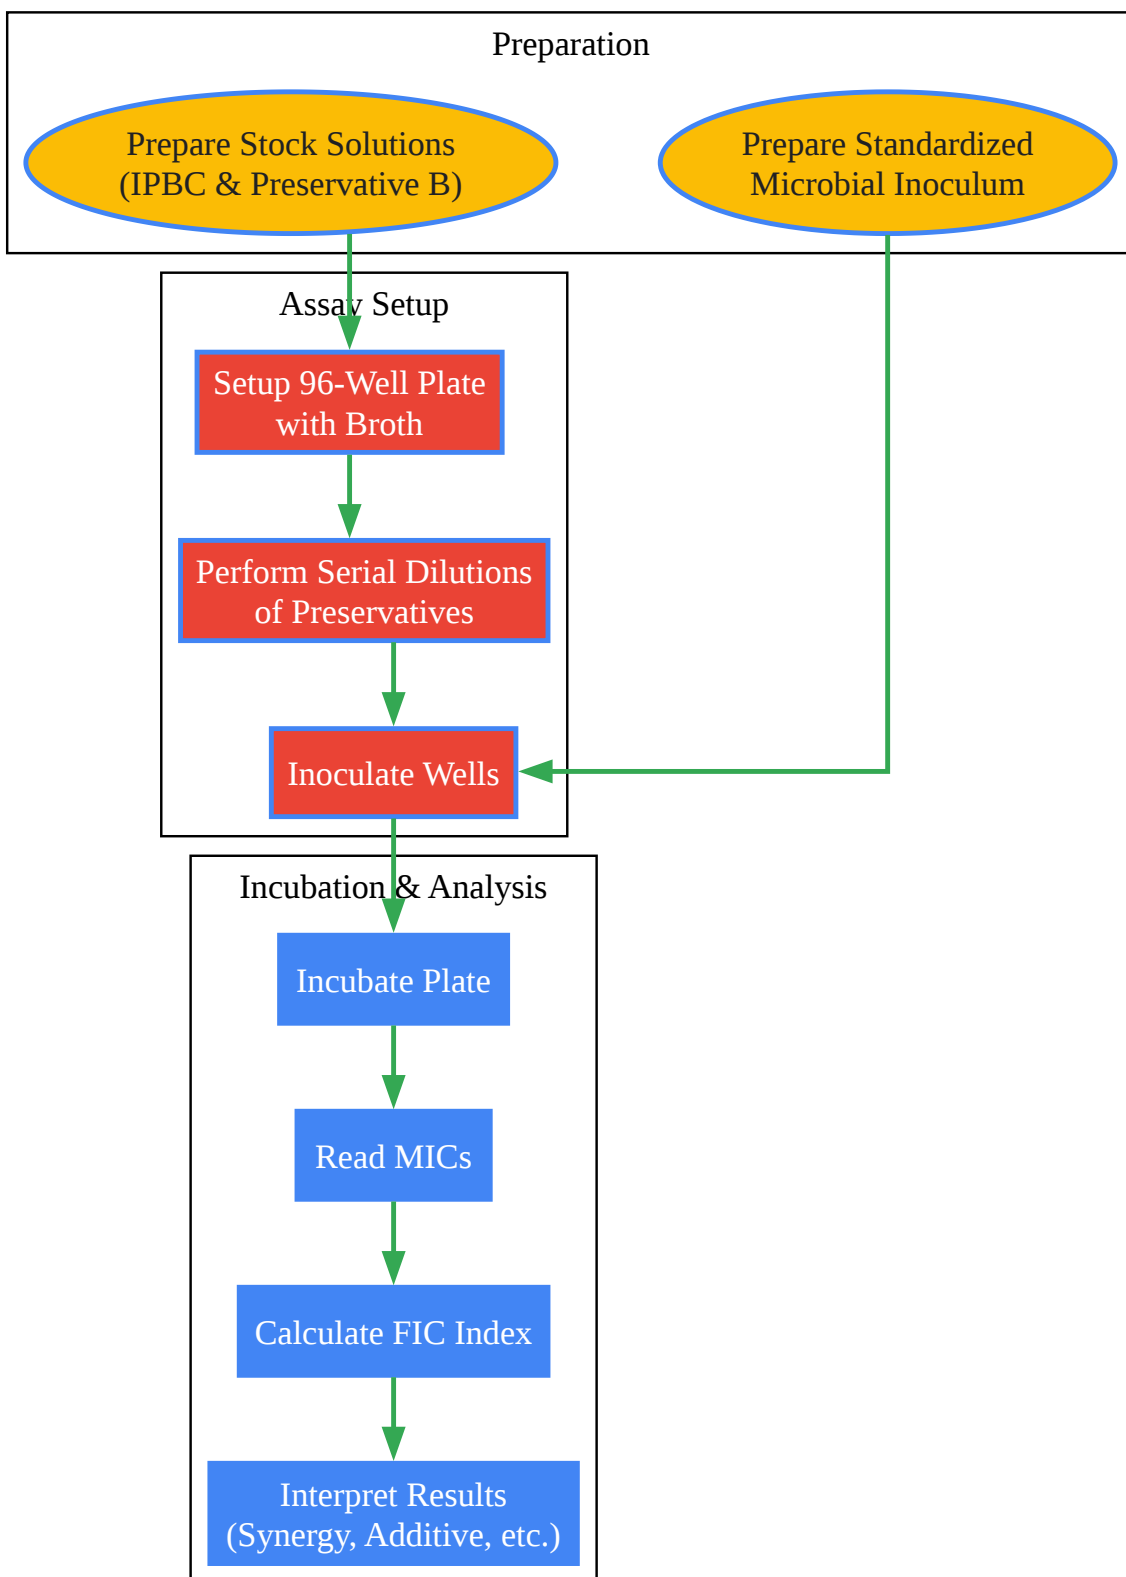 Preparation
Prepare Stock Solutions
(IPBC & Preservative B)
Prepare Standardized
Microbial Inoculum
Assay Setup
Setup 96-Well Plate
with Broth
Perform Serial Dilutions
of Preservatives
Inoculate Wells
Incubation & Analysis
Incubate Plate
Read MICs
Calculate FIC Index
Interpret Results
(Synergy, Additive, etc.)